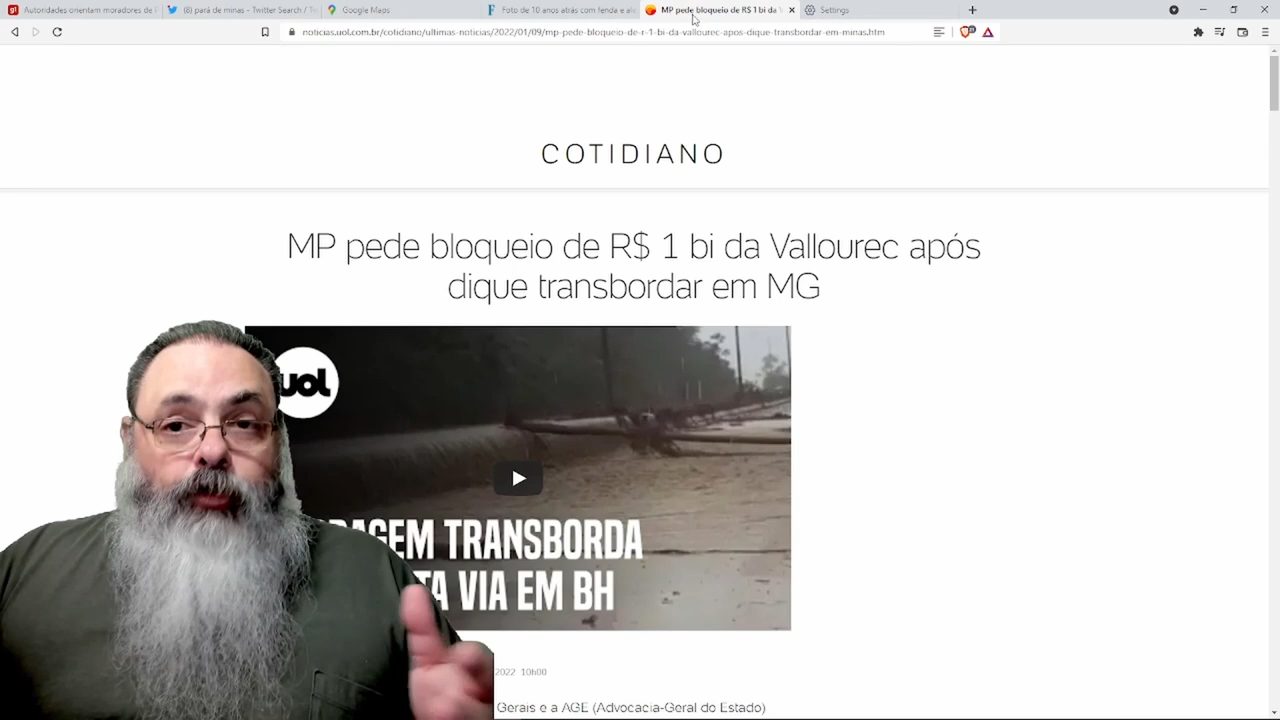 Autoridades orientam moradores de P
(8) pará de minas - Twitter Search / Tw
Google Maps
Foto de 10 anos atrás com fenda e ale
MP pede bloqueio de R$ 1 bi da V
Settings
noticias.uol.com.br/cotidiano/ultimas-noticias/2022/01/09/mp-pede-bloqueio-de-r-1-bi-da-vallourec-apos-dique-transbordar-em-minas.htm
COTIDIANO
MP pede bloqueio de R$ 1 bi da Vallourec após
dique transbordar em MG
uol
RAGEM TRANSBORDA
TA VIA EM BH
2022 10h00
Gerais e a AGE (Advocacia-Geral do Estado)